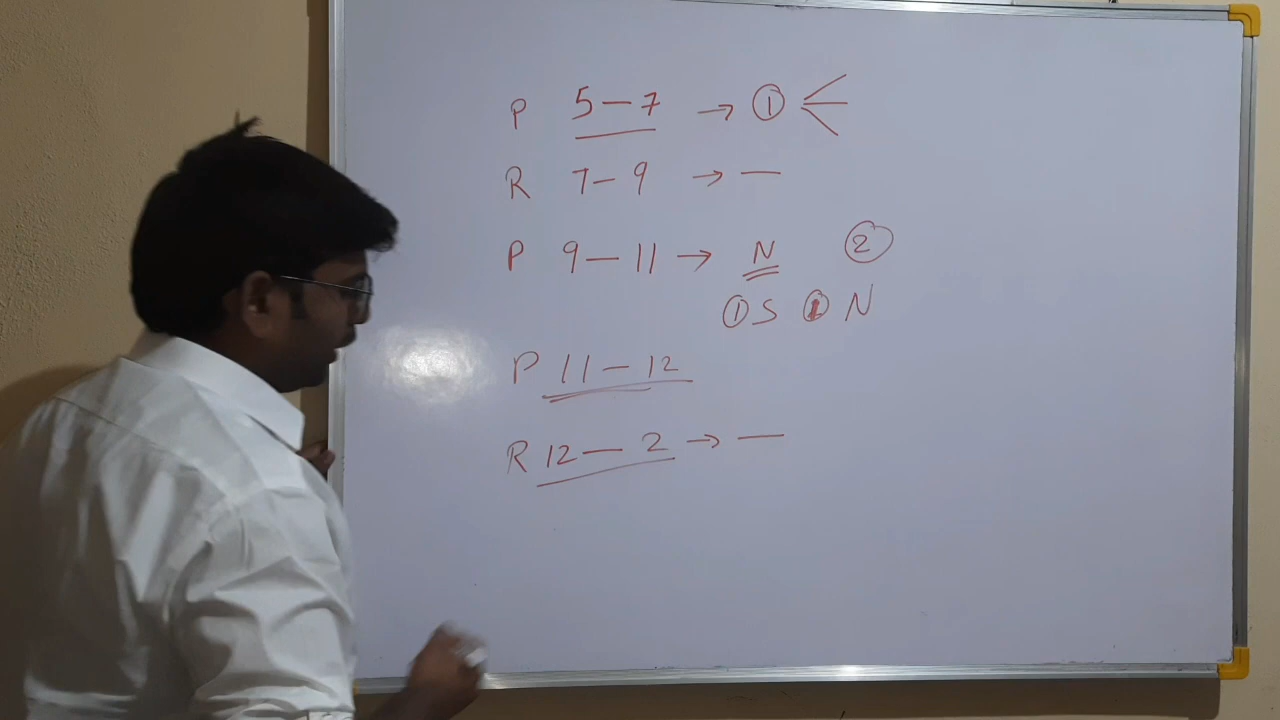 P 5 — 7 → ①
R 7 – 9 → —
P 9 — 11 → N ②
① S ① N
P 11 — 12
R 12 — 2 → —